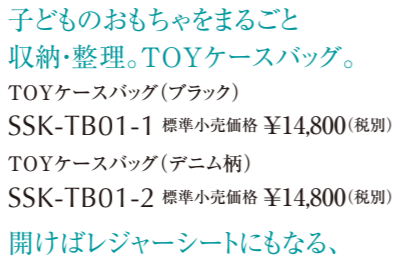 子どものおもちゃをまるごと
収納・整理。TOYケースバッグ。
TOYケースバッグ（ブラック）
SSK-TB01-1 標準小売価格 ¥14,800（税別）
TOYケースバッグ（デニム柄）
SSK-TB01-2 標準小売価格 ¥14,800（税別）
開けばレジャーシートにもなる、